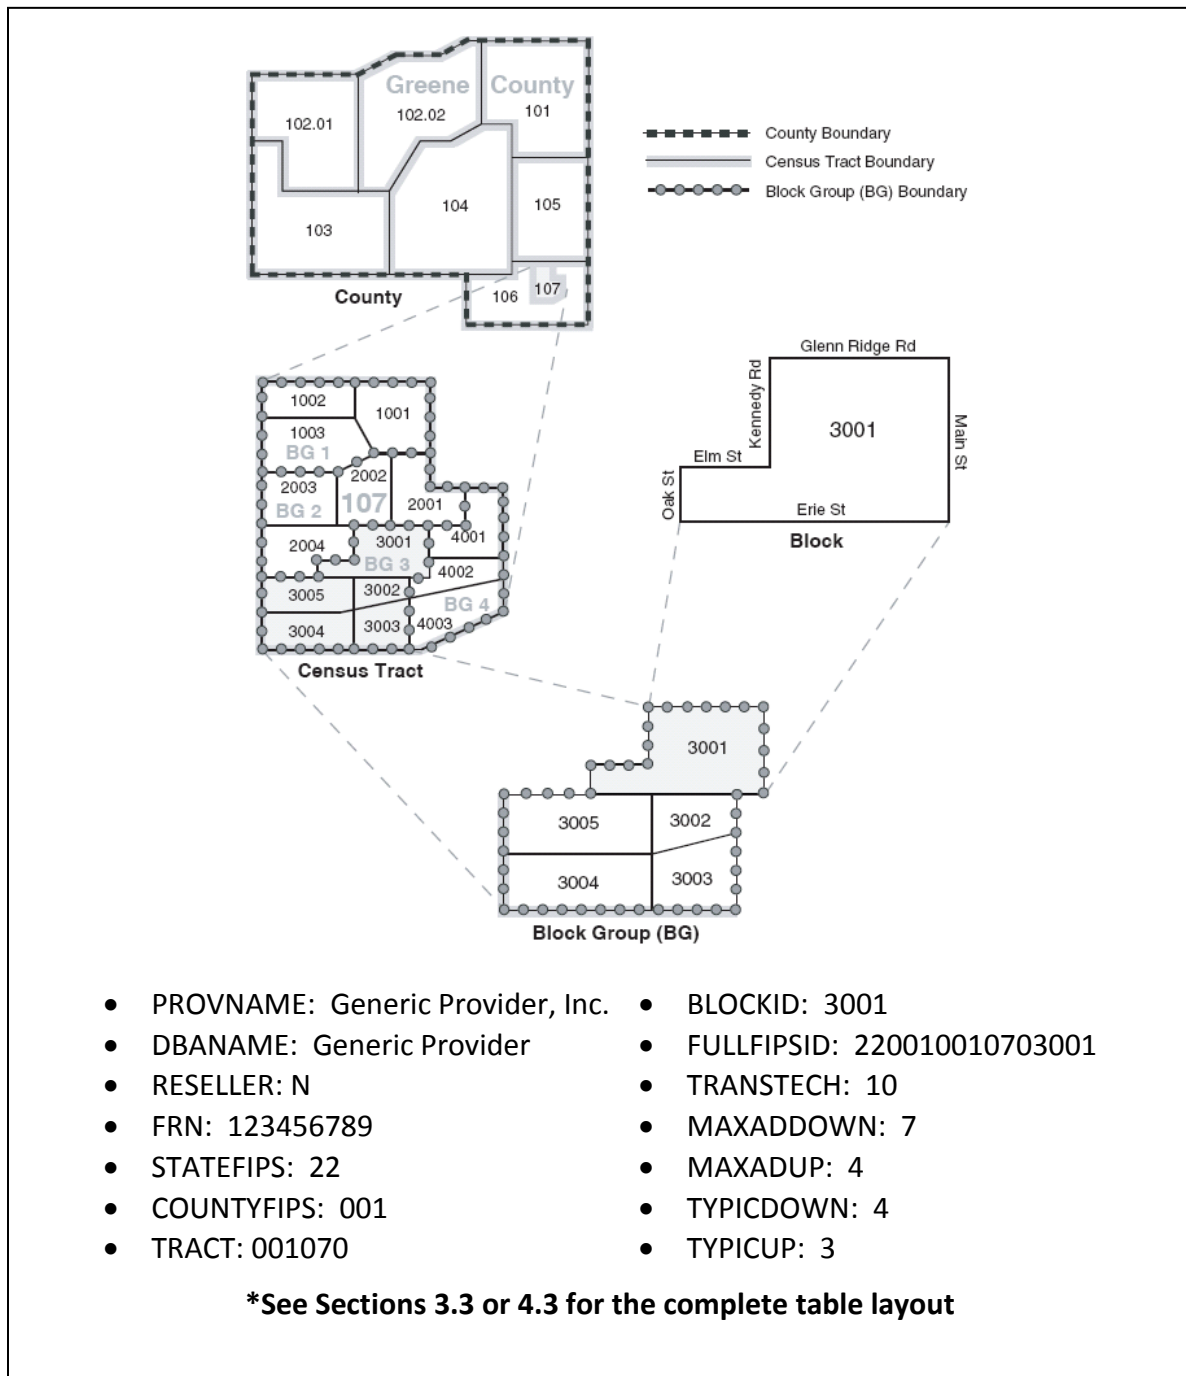 Greene County
102.01
102.02
101
103
104
105
106
107
County
County Boundary
Census Tract Boundary
Block Group (BG) Boundary
1002
1001
1003
BG 1
2003
2002
BG 2
107
2001
2004
3001
4001
BG 3
4002
3005
3002
BG 4
3004
3003
4003
Census Tract
Glenn Ridge Rd
Kennedy Rd
3001
Main St
Elm St
Oak St
Erie St
Block
3001
3005
3002
3004
3003
Block Group (BG)
• PROVNAME: Generic Provider, Inc.
• DBANAME: Generic Provider
• RESELLER: N
• FRN: 123456789
• STATEFIPS: 22
• COUNTYFIPS: 001
• TRACT: 001070
• BLOCKID: 3001
• FULLFIPSID: 220010010703001
• TRANSTECH: 10
• MAXADDOWN: 7
• MAXADUP: 4
• TYPICDOWN: 4
• TYPICUP: 3
*See Sections 3.3 or 4.3 for the complete table layout